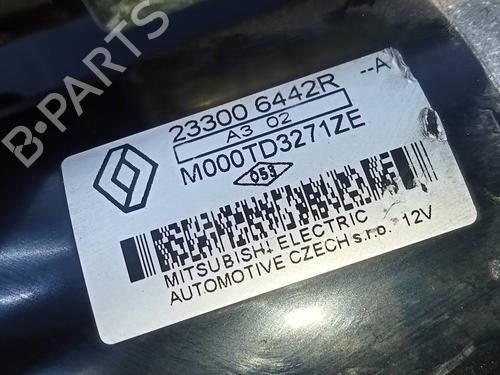 23300 6442R --A
A3 02
M000TD3271ZE
053
MITSUBISHI ELECTRIC
AUTOMOTIVE CZECH s.r.o. 12V
B-PARTS